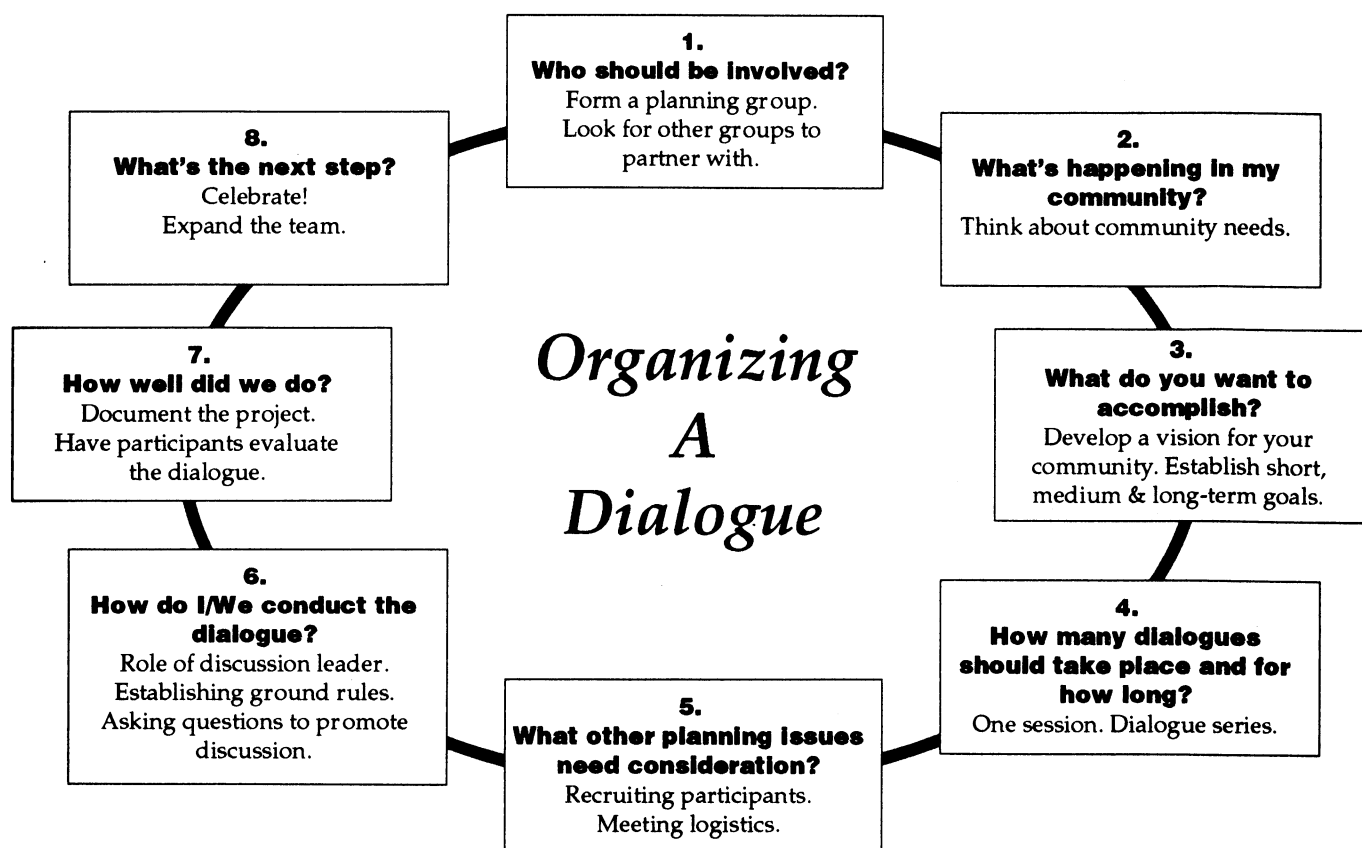 1.
Who should be involved?
Form a planning group.
Look for other groups to
partner with.
2.
What's happening in my
community?
Think about community needs.
3.
What do you want to
accomplish?
Develop a vision for your
community. Establish short,
medium & long-term goals.
4.
How many dialogues
should take place and for
how long?
One session. Dialogue series.
5.
What other planning issues
need consideration?
Recruiting participants.
Meeting logistics.
6.
How do I/We conduct the
dialogue?
Role of discussion leader.
Establishing ground rules.
Asking questions to promote
discussion.
7.
How well did we do?
Document the project.
Have participants evaluate
the dialogue.
8.
What's the next step?
Celebrate!
Expand the team.
Organizing
A
Dialogue